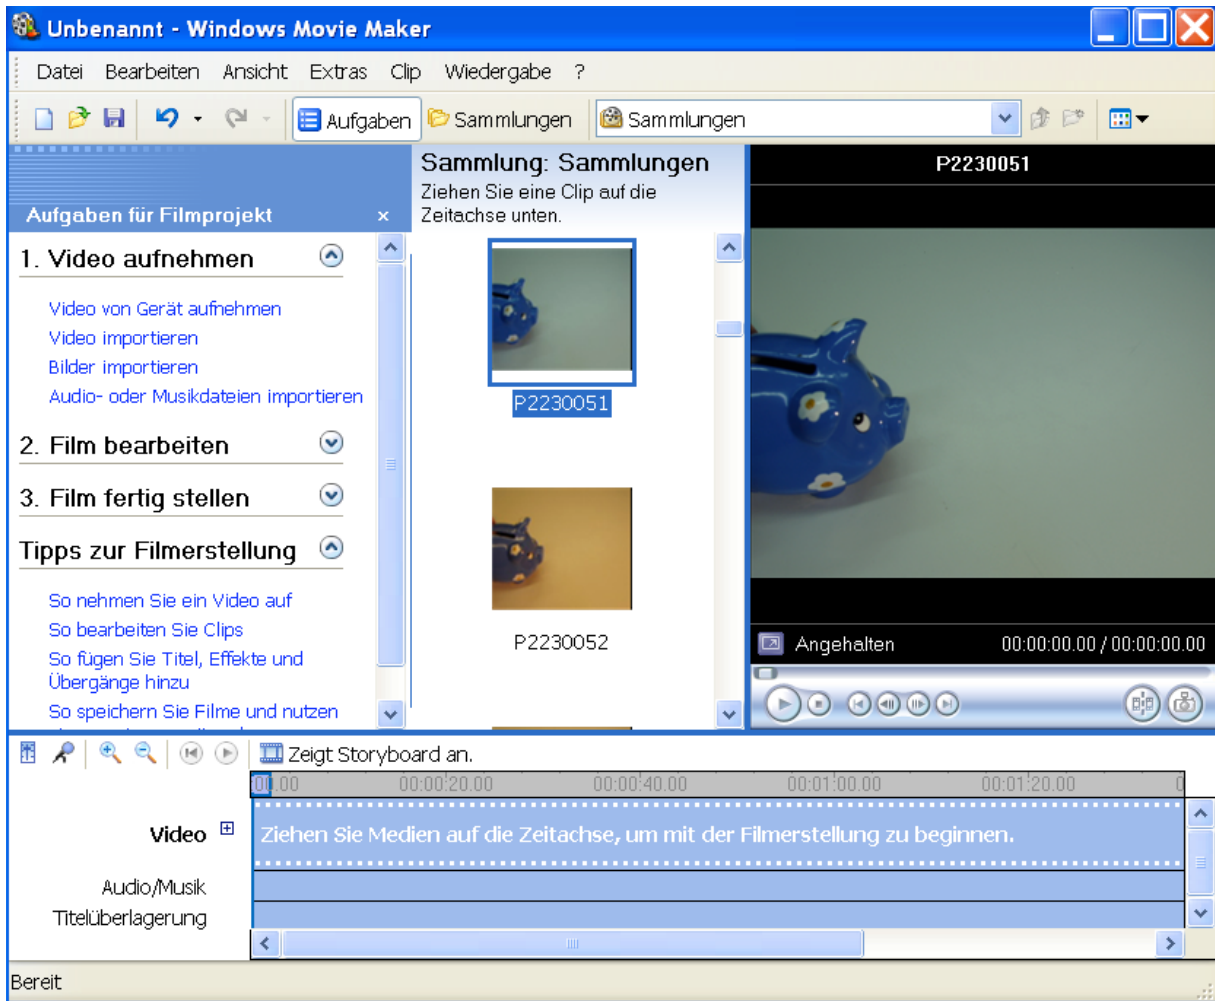 Unbenannt - Windows Movie Maker
Datei Bearbeiten Ansicht Extras Clip Wiedergabe ?
Aufgaben Sammlungen Sammlungen
Aufgaben für Filmprojekt x
1. Video aufnehmen
Video von Gerät aufnehmen
Video importieren
Bilder importieren
Audio- oder Musikdateien importieren
2. Film bearbeiten
3. Film fertig stellen
Tipps zur Filmerstellung
So nehmen Sie ein Video auf
So bearbeiten Sie Clips
So fügen Sie Titel, Effekte und
Übergänge hinzu
So speichern Sie Filme und nutzen
Sammlung: Sammlungen
Ziehen Sie eine Clip auf die
Zeitachse unten.
P2230051
P2230052
P2230051
Angehalten 00:00:00.00 / 00:00:00.00
Zeigt Storyboard an.
:00.00 00:00:20.00 00:00:40.00 00:01:00.00 00:01:20.00 0
Video Ziehen Sie Medien auf die Zeitachse, um mit der Filmerstellung zu beginnen.
Audio/Musik
Titelüberlagerung
Bereit